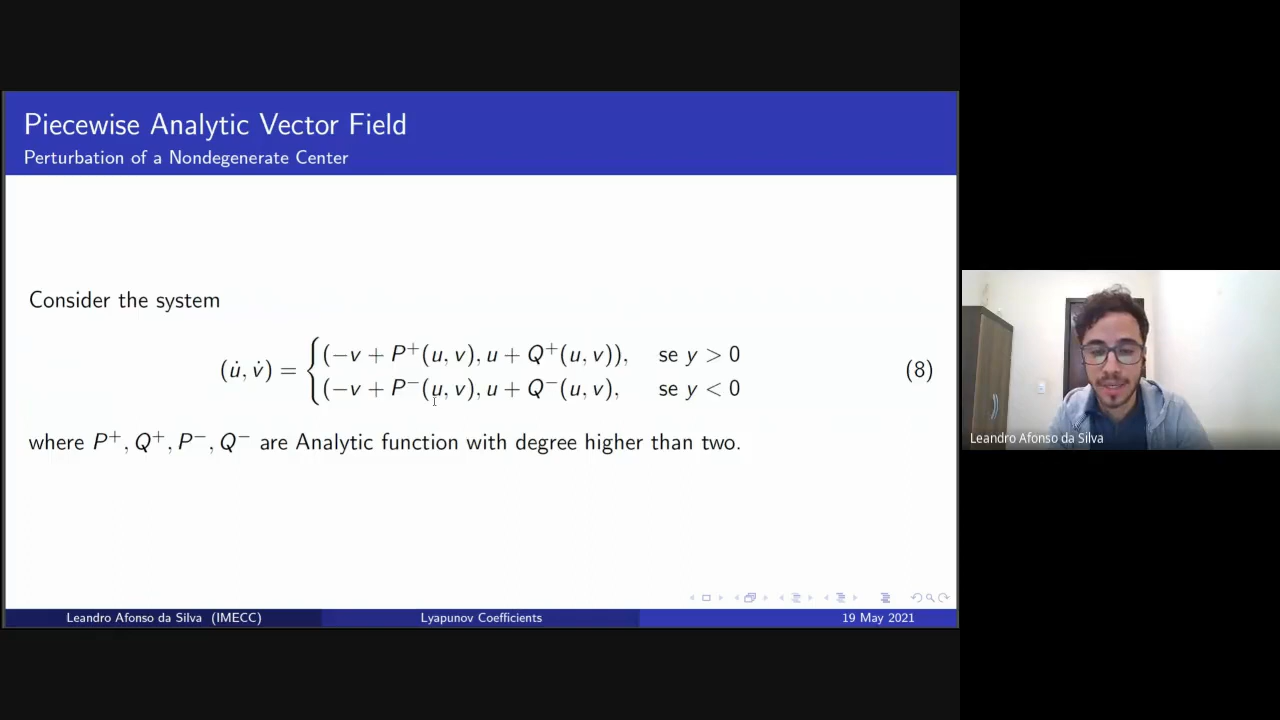 Piecewise Analytic Vector Field
Perturbation of a Nondegenerate Center
Consider the system
(u̇, v̇) = { (−v + P⁺(u, v), u + Q⁺(u, v)), se y > 0
(−v + P⁻(u, v), u + Q⁻(u, v), se y < 0
(8)
where P⁺, Q⁺, P⁻, Q⁻ are Analytic function with degree higher than two.
Leandro Afonso da Silva
Leandro Afonso da Silva (IMECC) Lyapunov Coefficients 19 May 2021